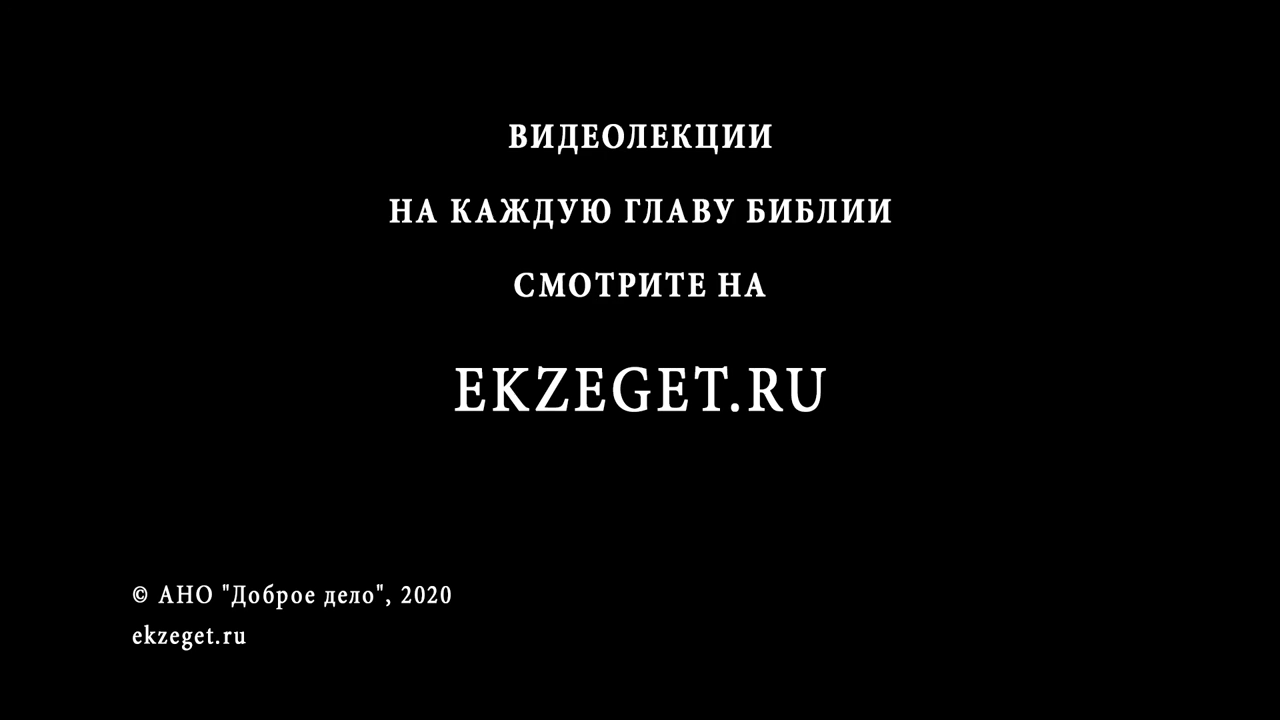 ВИДЕОЛЕКЦИИ
НА КАЖДУЮ ГЛАВУ БИБЛИИ
СМОТРИТЕ НА
EKZEGET.RU
© АНО "Доброе дело", 2020
ekzeget.ru